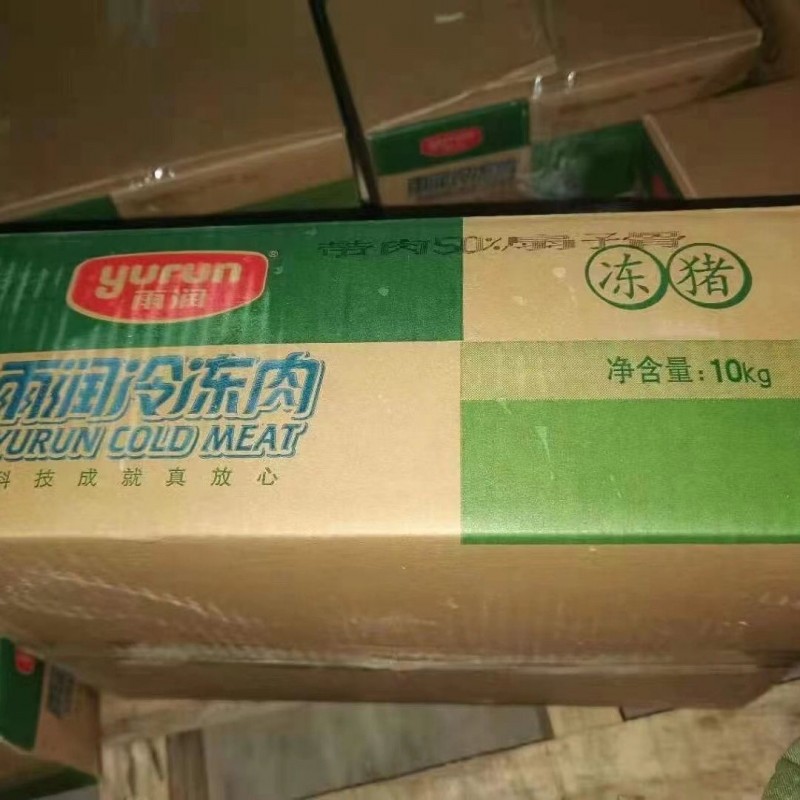 yurun®
雨润
带肉50%扇子骨
冻猪
净含量:10kg
雨润冷冻肉
YURUN COLD MEAT
科技成就真放心